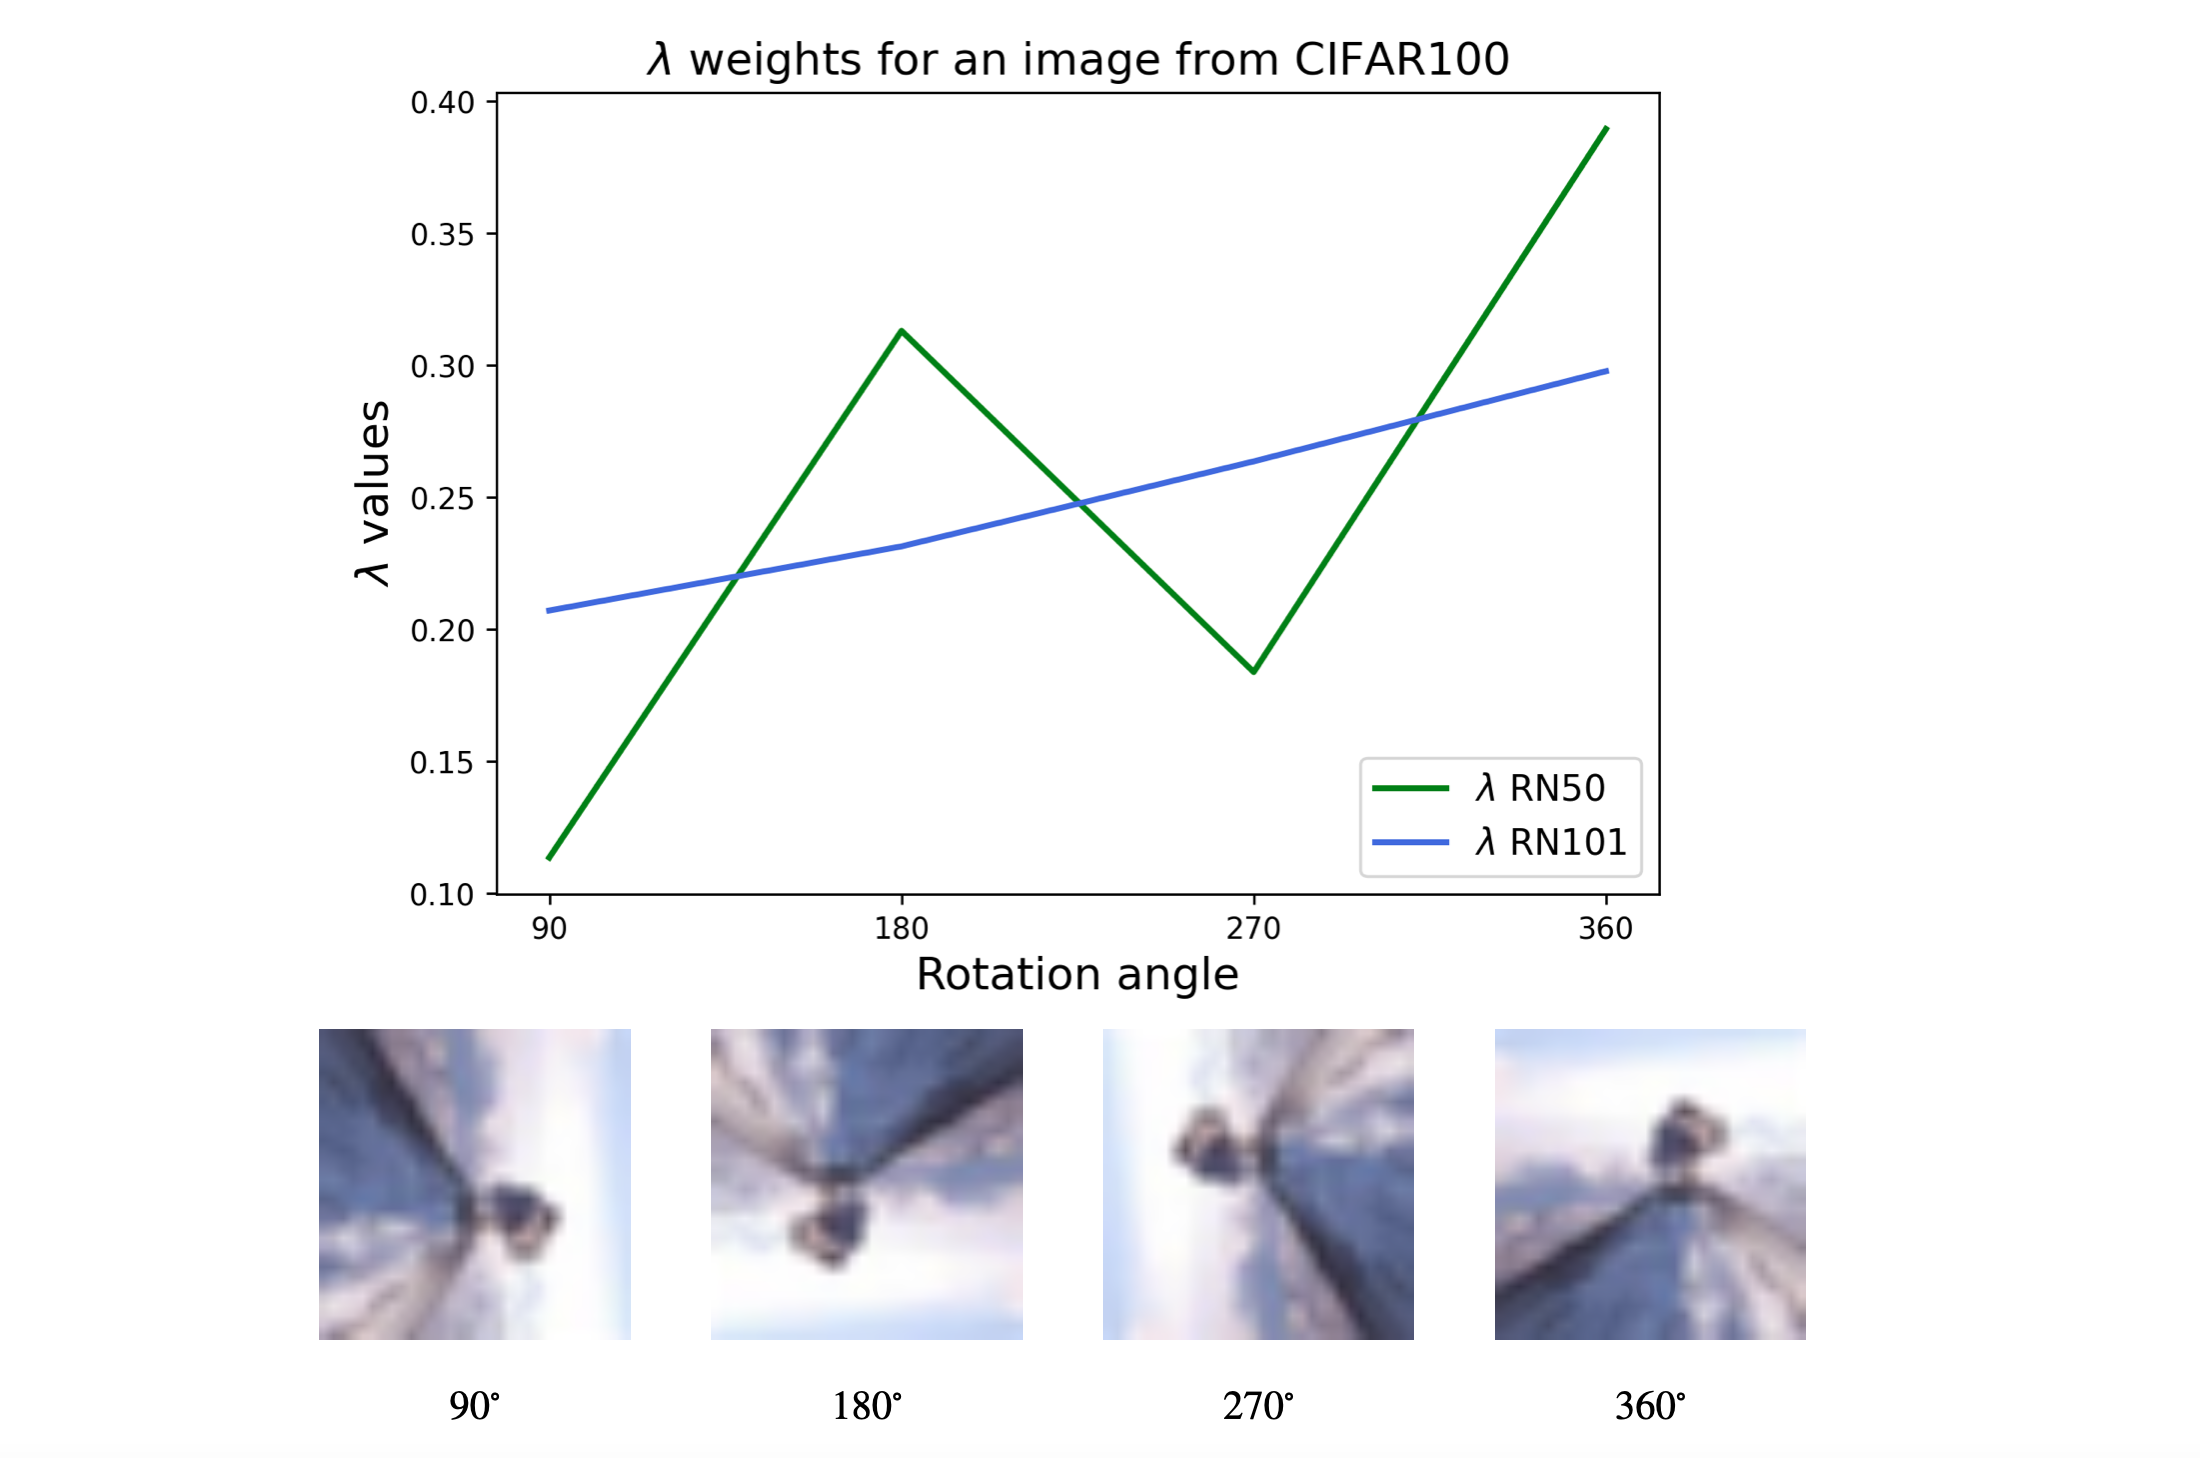 λ weights for an image from CIFAR100
0.40
0.35
0.30
0.25
0.20
0.15
0.10
λ values
λ RN50
λ RN101
90 180 270 360
Rotation angle
90° 180° 270° 360°